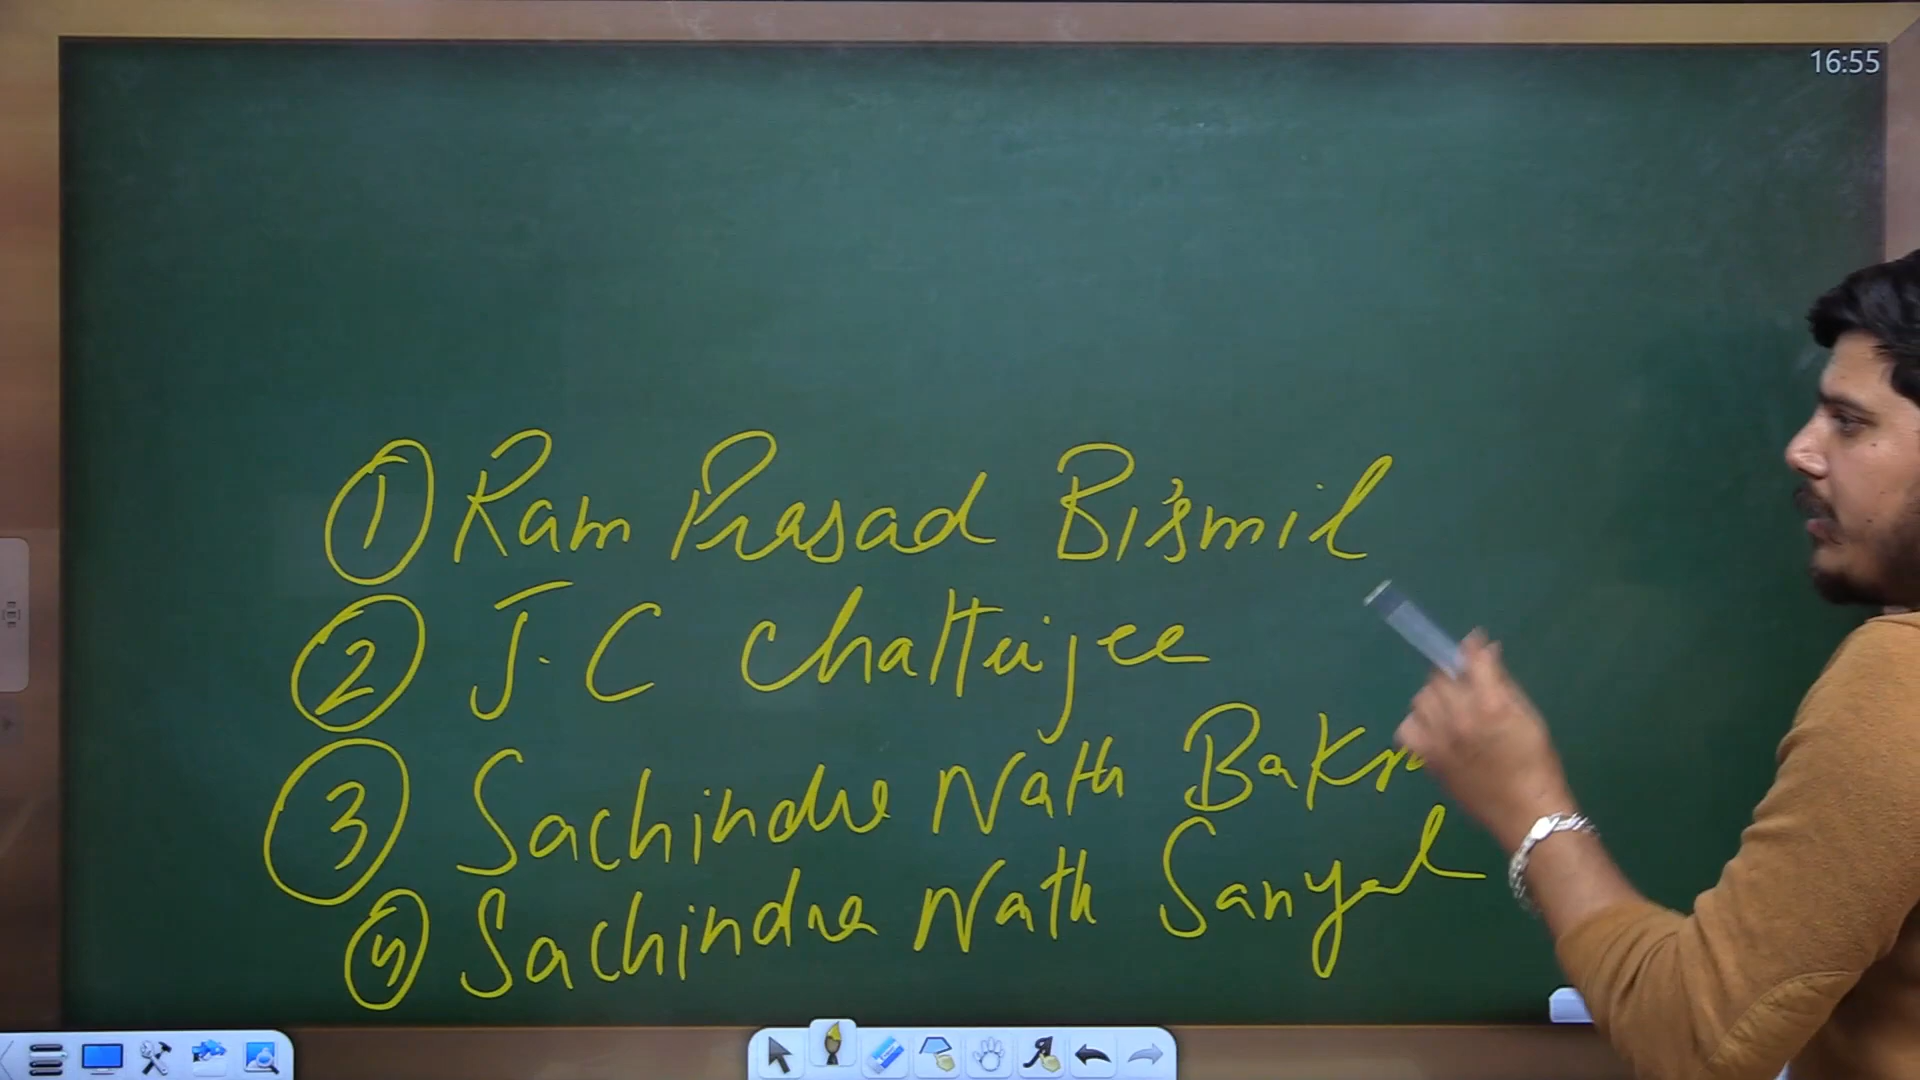 16:55
① Ram Prasad Bismil
② J.C Chatterjee
③ Sachindra Nath
④ Sachindra Nath Sanyal